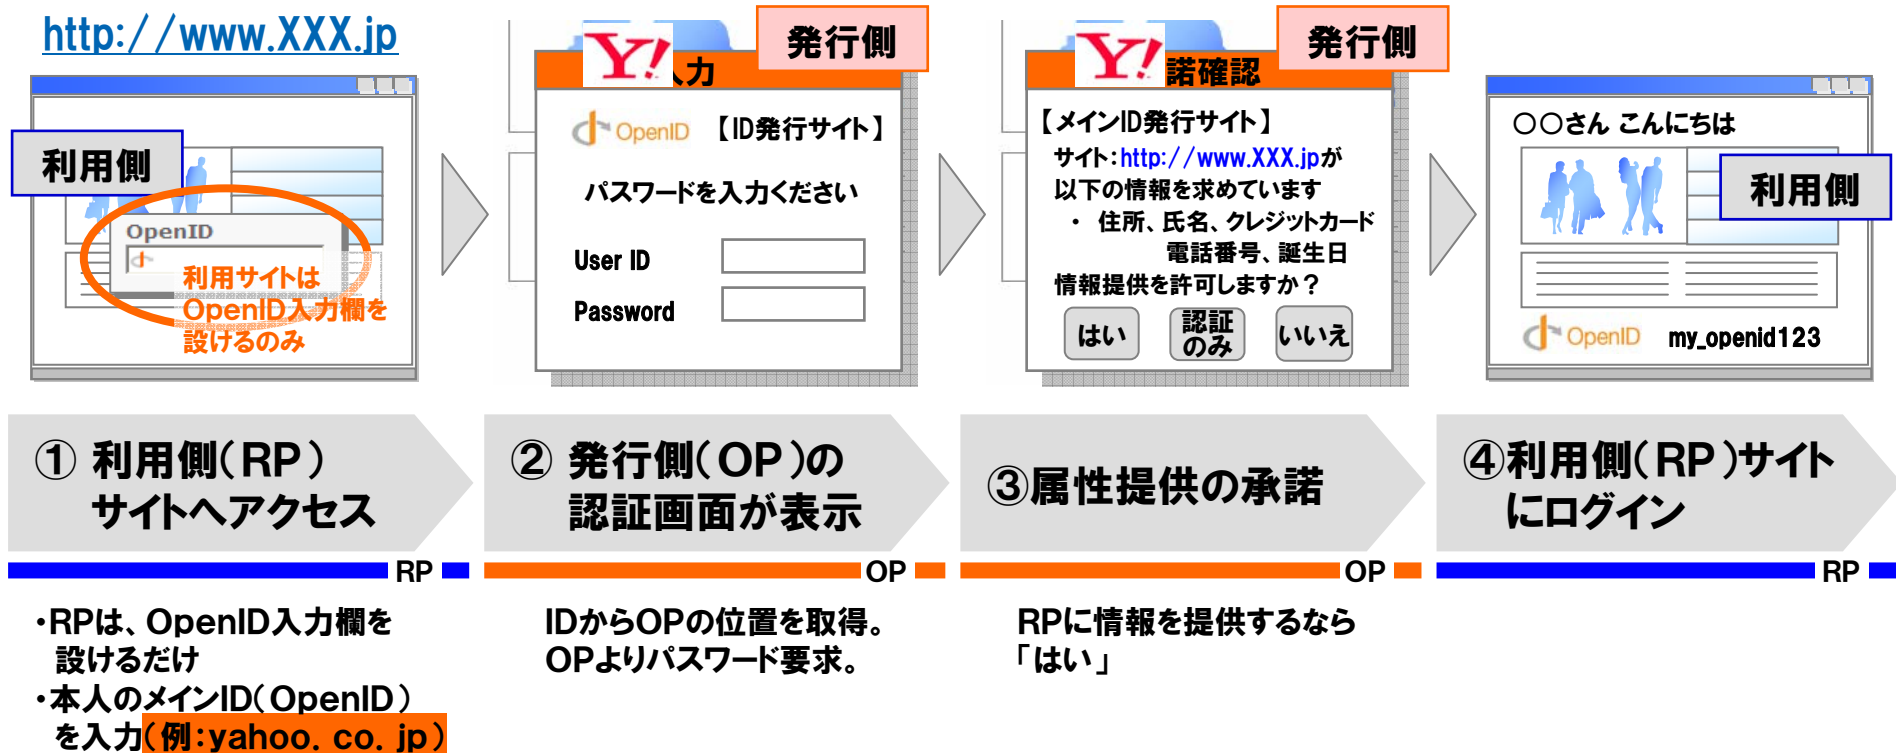 http://www.XXX.jp
利用側
OpenID
利用サイトは
OpenID入力欄を
設けるのみ
Y!
入力
発行側
OpenID 【ID発行サイト】
パスワードを入力ください
User ID
Password
Y!
諾確認
発行側
【メインID発行サイト】
サイト：http://www.XXX.jpが
以下の情報を求めています
・ 住所、氏名、クレジットカード
電話番号、誕生日
情報提供を許可しますか？
はい
認証
のみ
いいえ
〇〇さん こんにちは
利用側
OpenID my_openid123
① 利用側（RP）
サイトへアクセス
② 発行側（OP）の
認証画面が表示
③属性提供の承諾
④利用側（RP）サイト
にログイン
RP
OP
OP
RP
・RPは、OpenID入力欄を
設けるだけ
・本人のメインID（OpenID）
を入力（例：yahoo. co. jp）
IDからOPの位置を取得。
OPよりパスワード要求。
RPに情報を提供するなら
「はい」